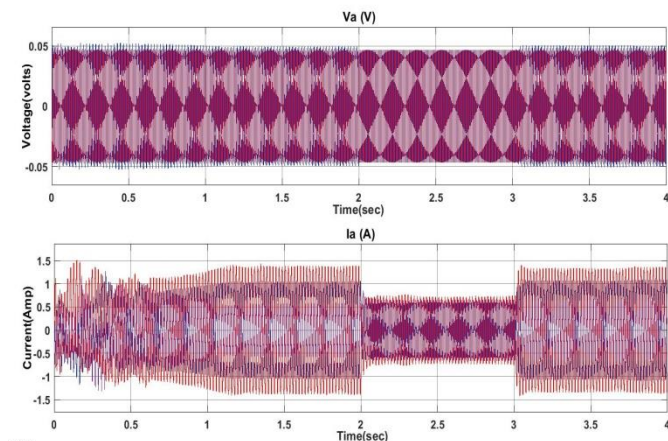 Va (V)
Voltage(volts)
0.05
0
-0.05
0 0.5 1 1.5 2 2.5 3 3.5 4
Time(sec)
Ia (A)
Current(Amp)
1.5
1
0.5
0
-0.5
-1
-1.5
0 0.5 1 1.5 2 2.5 3 3.5 4
Time(sec)